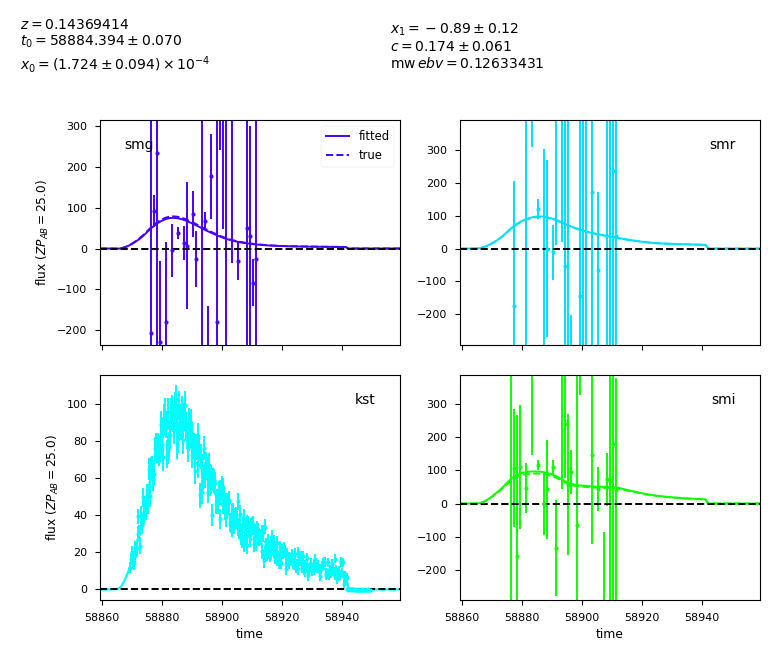 z = 0.14369414
t₀ = 58884.394 ± 0.070
x₀ = (1.724 ± 0.094) × 10⁻⁴
x₁ = −0.89 ± 0.12
c = 0.174 ± 0.061
mw ebv = 0.12633431
smg
fitted
true
300
200
100
0
−100
−200
flux (ZP_AB = 25.0)
smr
300
200
100
0
−100
−200
kst
100
80
60
40
20
0
flux (ZP_AB = 25.0)
58860 58880 58900 58920 58940
time
smi
300
200
100
0
−100
−200
58860 58880 58900 58920 58940
time